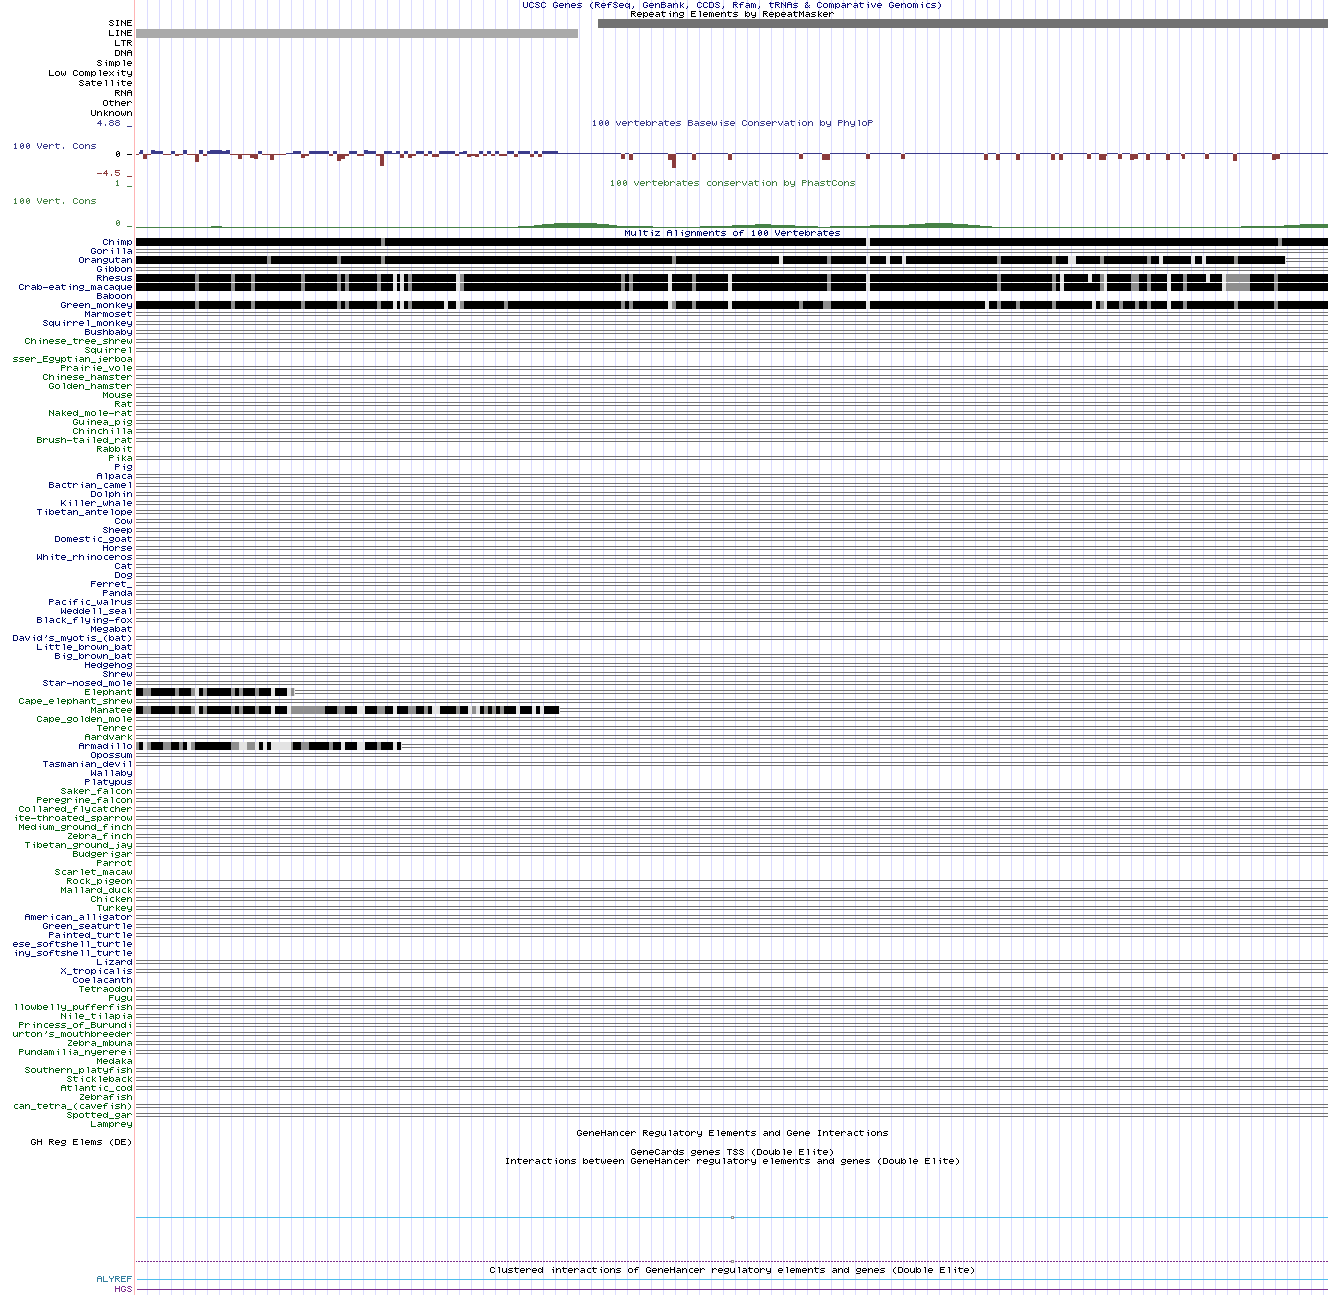 UCSC Genes (RefSeq, GenBank, CCDS, Rfam, tRNAs & Comparative Genomics)
Repeating Elements by RepeatMasker
SINE
LINE
LTR
DNA
Simple
Low Complexity
Satellite
RNA
Other
Unknown
4.88 _
100 vertebrates Basewise Conservation by PhyloP
100 Vert. Cons
0 _
-4.5 _
1 _
100 vertebrates conservation by PhastCons
100 Vert. Cons
0 _
Multiz Alignments of 100 Vertebrates
Chimp
Gorilla
Orangutan
Gibbon
Rhesus
Crab-eating_macaque
Baboon
Green_monkey
Marmoset
Squirrel_monkey
Bushbaby
Chinese_tree_shrew
Squirrel
sser_Egyptian_jerboa
Prairie_vole
Chinese_hamster
Golden_hamster
Mouse
Rat
Naked_mole-rat
Guinea_pig
Chinchilla
Brush-tailed_rat
Rabbit
Pika
Pig
Alpaca
Bactrian_camel
Dolphin
Killer_whale
Tibetan_antelope
Cow
Sheep
Domestic_goat
Horse
White_rhinoceros
Cat
Dog
Ferret_
Panda
Pacific_walrus
Weddell_seal
Black_flying-fox
Megabat
David's_myotis_(bat)
Little_brown_bat
Big_brown_bat
Hedgehog
Shrew
Star-nosed_mole
Elephant
Cape_elephant_shrew
Manatee
Cape_golden_mole
Tenrec
Aardvark
Armadillo
Opossum
Tasmanian_devil
Wallaby
Platypus
Saker_falcon
Peregrine_falcon
Collared_flycatcher
ite-throated_sparrow
Medium_ground_finch
Zebra_finch
Tibetan_ground_jay
Budgerigar
Parrot
Scarlet_macaw
Rock_pigeon
Mallard_duck
Chicken
Turkey
American_alligator
Green_seaturtle
Painted_turtle
ese_softshell_turtle
iny_softshell_turtle
Lizard
X_tropicalis
Coelacanth
Tetraodon
Fugu
llowbelly_pufferfish
Nile_tilapia
Princess_of_Burundi
urton's_mouthbreeder
Zebra_mbuna
Pundamilia_nyererei
Medaka
Southern_platyfish
Stickleback
Atlantic_cod
Zebrafish
can_tetra_(cavefish)
Spotted_gar
Lamprey
GeneHancer Regulatory Elements and Gene Interactions
GH Reg Elems (DE)
GeneCards genes TSS (Double Elite)
Interactions between GeneHancer regulatory elements and genes (Double Elite)
Clustered interactions of GeneHancer regulatory elements and genes (Double Elite)
ALYREF
HGS